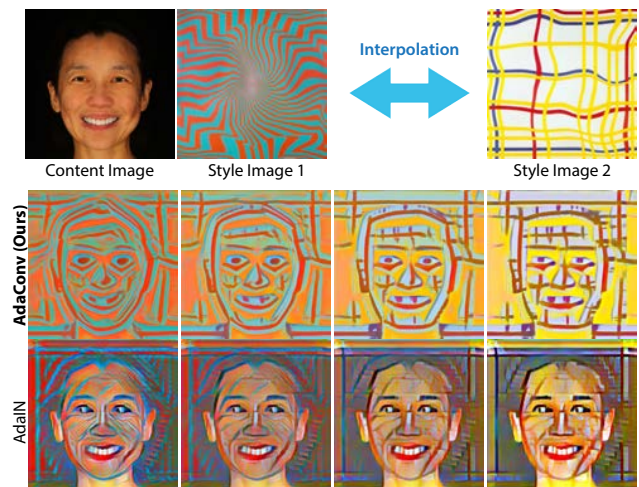 Interpolation
Content Image
Style Image 1
Style Image 2
AdaConv (Ours)
AdaIN